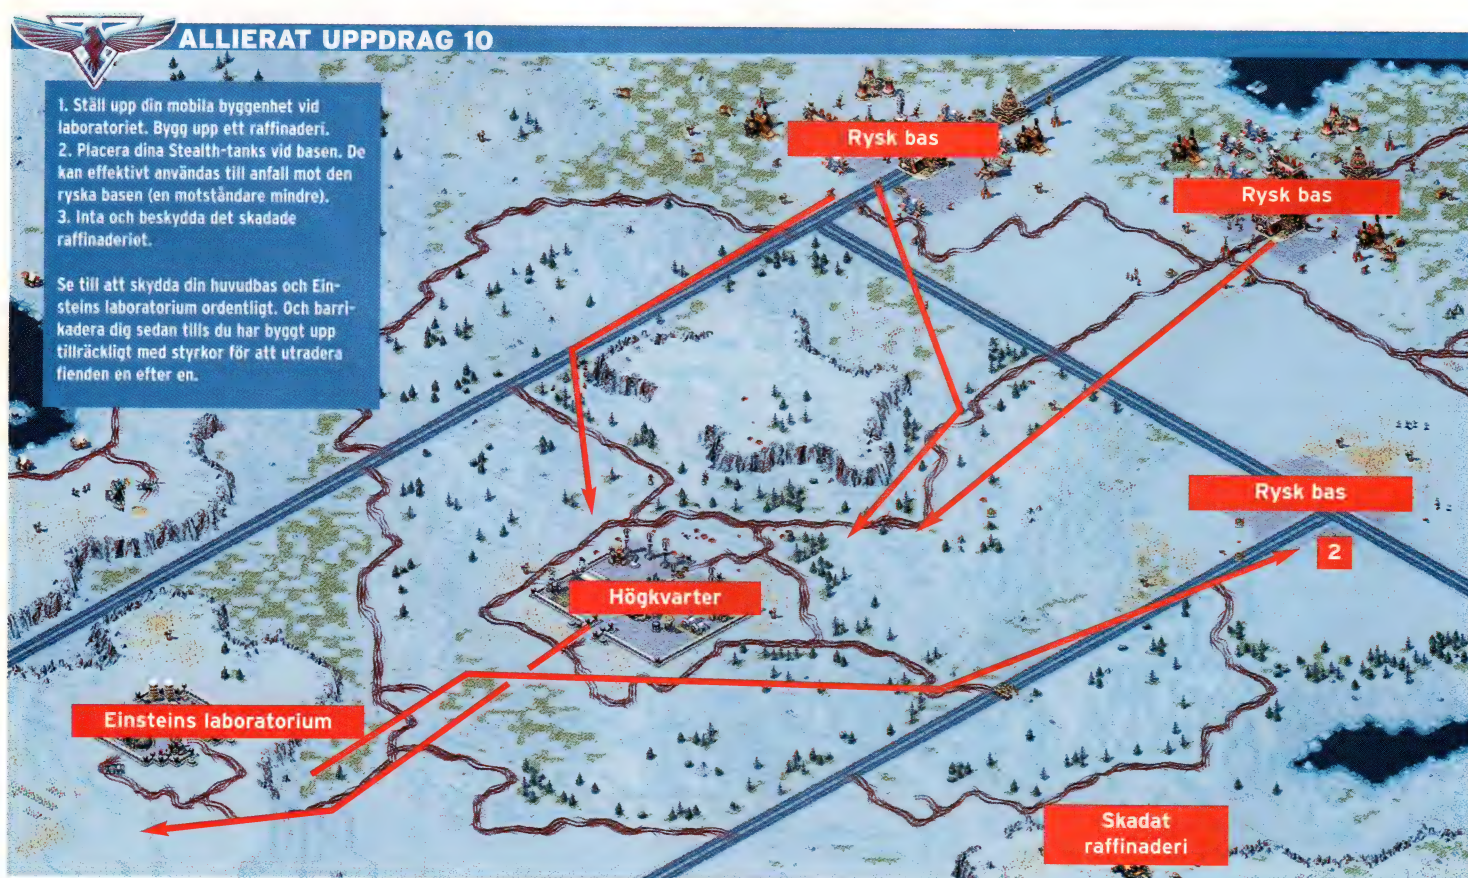 ALLIERAT UPPDRAG 10
1. Ställ upp din mobila byggenhet vid
laboratoriet. Bygg upp ett raffinaderi.
2. Placera dina Stealth-tanks vid basen. De
kan effektivt användas till anfall mot den
ryska basen (en motståndare mindre).
3. Inta och beskydda det skadade
raffinaderiet.
Se till att skydda din huvudbas och Ein-
steins laboratorium ordentligt. Och barri-
kadera dig sedan tills du har byggt upp
tillräckligt med styrkor för att utradera
fienden en efter en.
Rysk bas
Rysk bas
Rysk bas
2
Högkvarter
Einsteins laboratorium
Skadat
raffinaderi